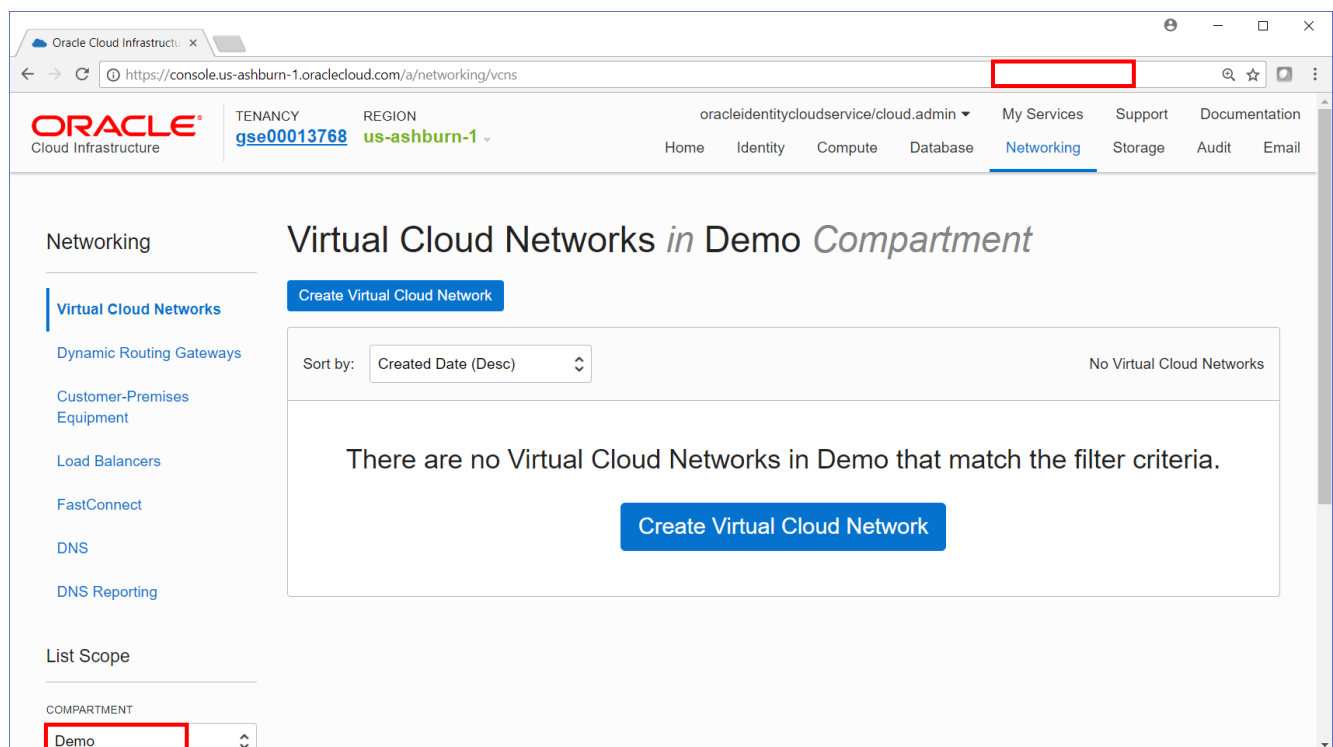 Oracle Cloud Infrastructu
https://console.us-ashburn-1.oraclecloud.com/a/networking/vcns
ORACLE
Cloud Infrastructure
TENANCY
gse00013768
REGION
us-ashburn-1
oracleidentitycloudservice/cloud.admin
My Services
Support
Documentation
Home
Identity
Compute
Database
Networking
Storage
Audit
Email
Networking
Virtual Cloud Networks
Dynamic Routing Gateways
Customer-Premises
Equipment
Load Balancers
FastConnect
DNS
DNS Reporting
List Scope
COMPARTMENT
Demo
Virtual Cloud Networks in Demo Compartment
Create Virtual Cloud Network
Sort by:
Created Date (Desc)
No Virtual Cloud Networks
There are no Virtual Cloud Networks in Demo that match the filter criteria.
Create Virtual Cloud Network